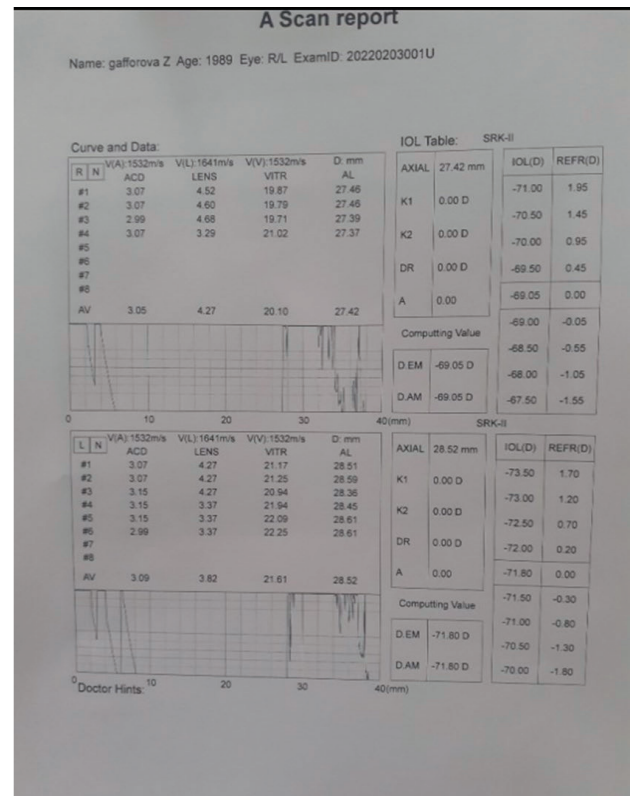 A Scan report
Name: gafforova Z Age: 1989 Eye: R/L ExamID: 20220203001U
Curve and Data:
IOL Table: SRK-II
R N V(A):1532m/s V(L):1641m/s V(V):1532m/s D: mm
ACD LENS VITR AL
#1 3.07 4.52 19.87 27.46
#2 3.07 4.60 19.79 27.46
#3 2.99 4.68 19.71 27.39
#4 3.07 3.29 21.02 27.37
#5
#6
#7
#8
AV 3.05 4.27 20.10 27.42
AXIAL 27.42 mm
K1 0.00 D
K2 0.00 D
DR 0.00 D
A 0.00
Computing Value
D.EM -69.05 D
D.AM -69.05 D
IOL(D) REFR(D)
-71.00 1.95
-70.50 1.45
-70.00 0.95
-69.50 0.45
-69.05 0.00
-69.00 -0.05
-68.50 -0.55
-68.00 -1.05
-67.50 -1.55
0 10 20 30 40(mm)
SRK-II
L N V(A):1532m/s V(L):1641m/s V(V):1532m/s D: mm
ACD LENS VITR AL
#1 3.07 4.27 21.17 28.51
#2 3.07 4.27 21.25 28.59
#3 3.15 4.27 20.94 28.36
#4 3.15 3.37 21.94 28.45
#5 3.15 3.37 22.09 28.61
#6 2.99 3.37 22.25 28.61
#7
#8
AV 3.09 3.82 21.61 28.52
AXIAL 28.52 mm
K1 0.00 D
K2 0.00 D
DR 0.00 D
A 0.00
Computing Value
D.EM -71.80 D
D.AM -71.80 D
IOL(D) REFR(D)
-73.50 1.70
-73.00 1.20
-72.50 0.70
-72.00 0.20
-71.80 0.00
-71.50 -0.30
-71.00 -0.80
-70.50 -1.30
-70.00 -1.80
0 10 20 30 40(mm)
Doctor Hints: